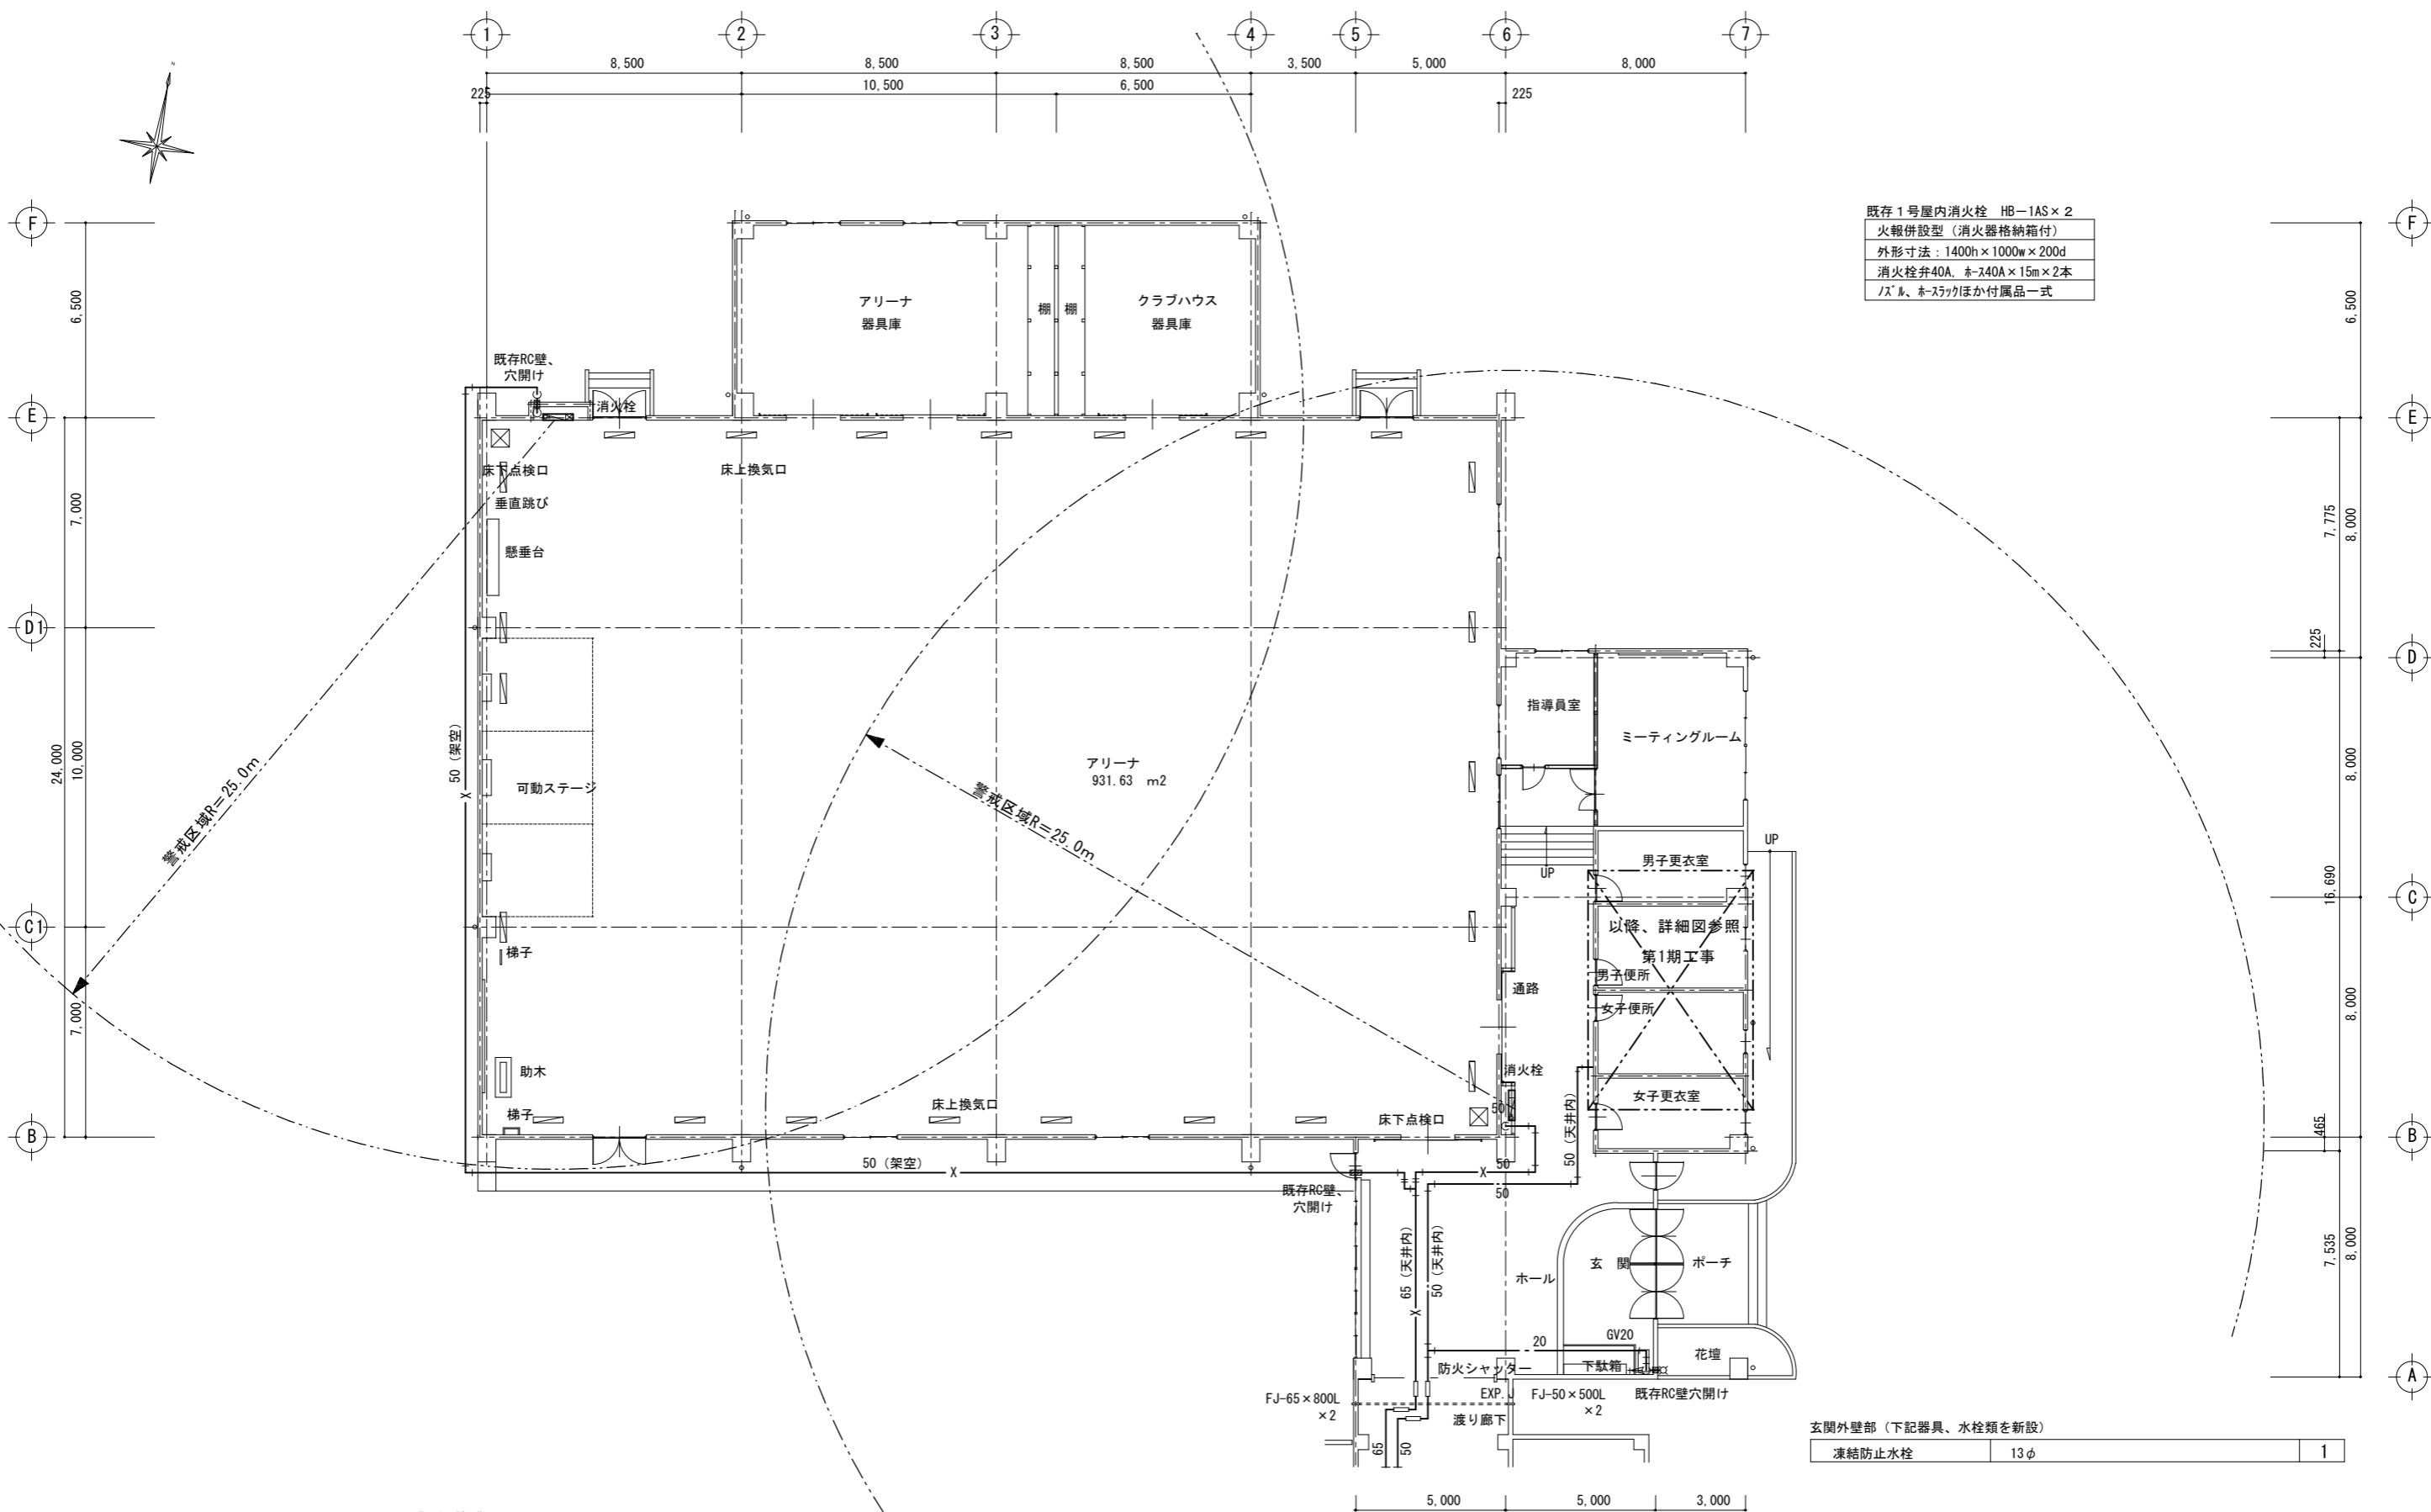 1
2
3
4
5
6
7
8,500
8,500
8,500
3,500
5,000
8,000
225
10,500
6,500
225
N
既存1号屋内消火栓 HB-1AS×2
火報併設型(消火器格納箱付)
外形寸法:1400h×1000w×200d
消火栓弁40A、ホース40A×15m×2本
ノズル、ホースラックほか付属品一式
F
F
6,500
6,500
アリーナ
器具庫
棚
棚
クラブハウス
器具庫
既存RC壁、
穴開け
消火栓
E
E
床下点検口
床上換気口
垂直跳び
懸垂台
7,000
7,775
8,000
D1
225
D
指導員室
ミーティングルーム
50(架空)
X
24,000
10,000
警戒区域R=25.0m
可動ステージ
アリーナ
931.63 m2
警戒区域R=25.0m
8,000
UP
UP
男子更衣室
16,690
C
C1
以降、詳細図参照
第1期工事
男子便所
女子便所
梯子
通路
7,000
8,000
助木
消火栓
女子更衣室
梯子
床上換気口
床下点検口
50
50(天井内)
B
B
465
50(架空)
X
X
50
50
既存RC壁、
穴開け
65(天井内)
50(天井内)
X
ホール
玄 関
ポーチ
7,535
8,000
20
GV20
防火シャッター
下駄箱
花壇
A
FJ-65×800L
×2
EXP.J
FJ-50×500L
×2
既存RC壁穴開け
渡り廊下
65
50
玄関外壁部(下記器具、水栓類を新設)
凍結防止水栓
13φ
1
5,000
5,000
3,000